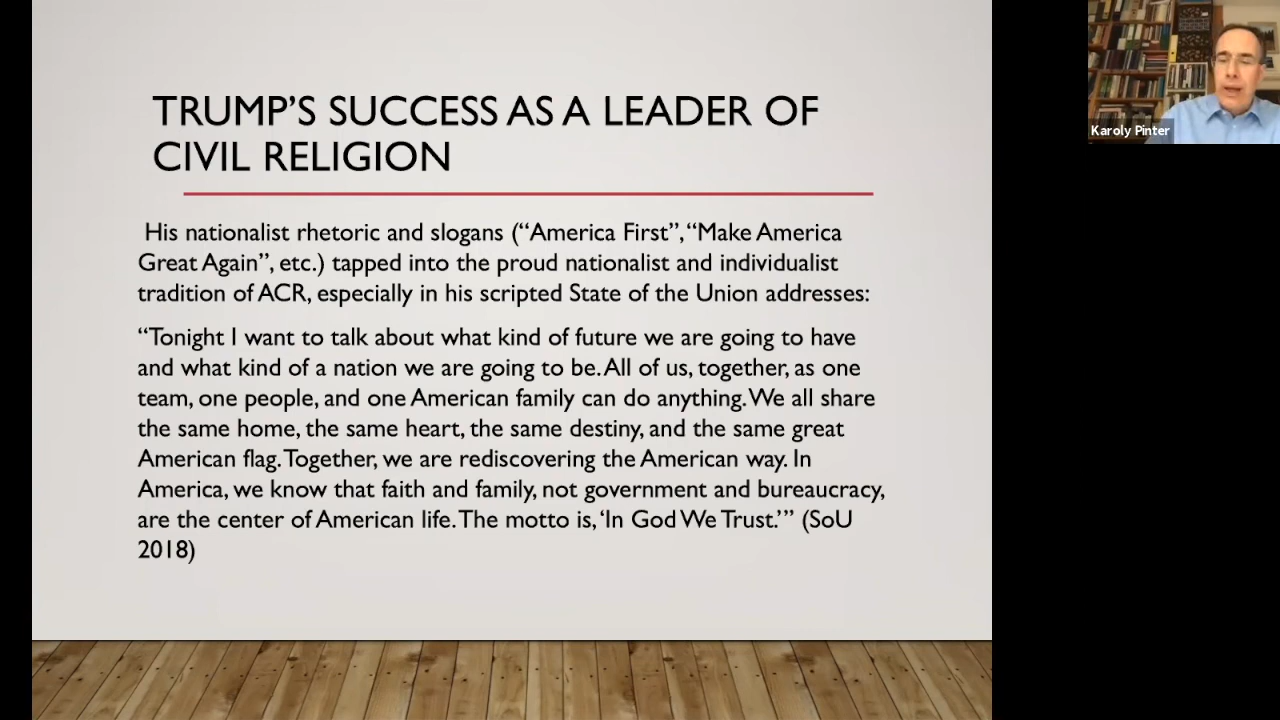 TRUMP’S SUCCESS AS A LEADER OF
CIVIL RELIGION
His nationalist rhetoric and slogans (“America First”, “Make America
Great Again”, etc.) tapped into the proud nationalist and individualist
tradition of ACR, especially in his scripted State of the Union addresses:
“Tonight I want to talk about what kind of future we are going to have
and what kind of a nation we are going to be. All of us, together, as one
team, one people, and one American family can do anything. We all share
the same home, the same heart, the same destiny, and the same great
American flag. Together, we are rediscovering the American way. In
America, we know that faith and family, not government and bureaucracy,
are the center of American life. The motto is, ‘In God We Trust.’” (SoU
2018)
Karoly Pinter